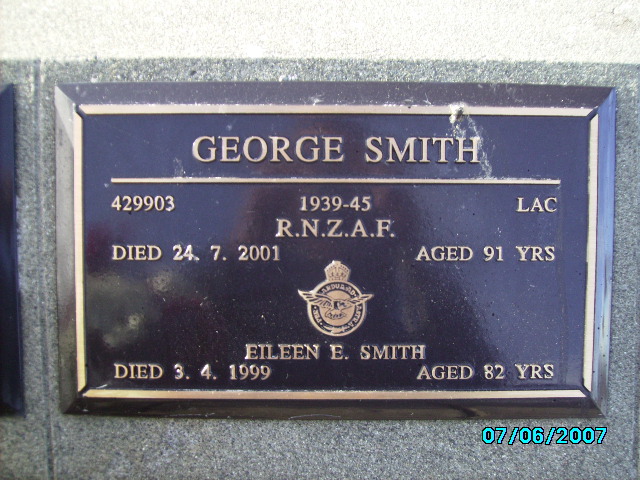 GEORGE SMITH
429903 1939-45 LAC
R.N.Z.A.F.
DIED 24. 7. 2001 AGED 91 YRS
EILEEN E. SMITH
DIED 3. 4. 1999 AGED 82 YRS
07/06/2007